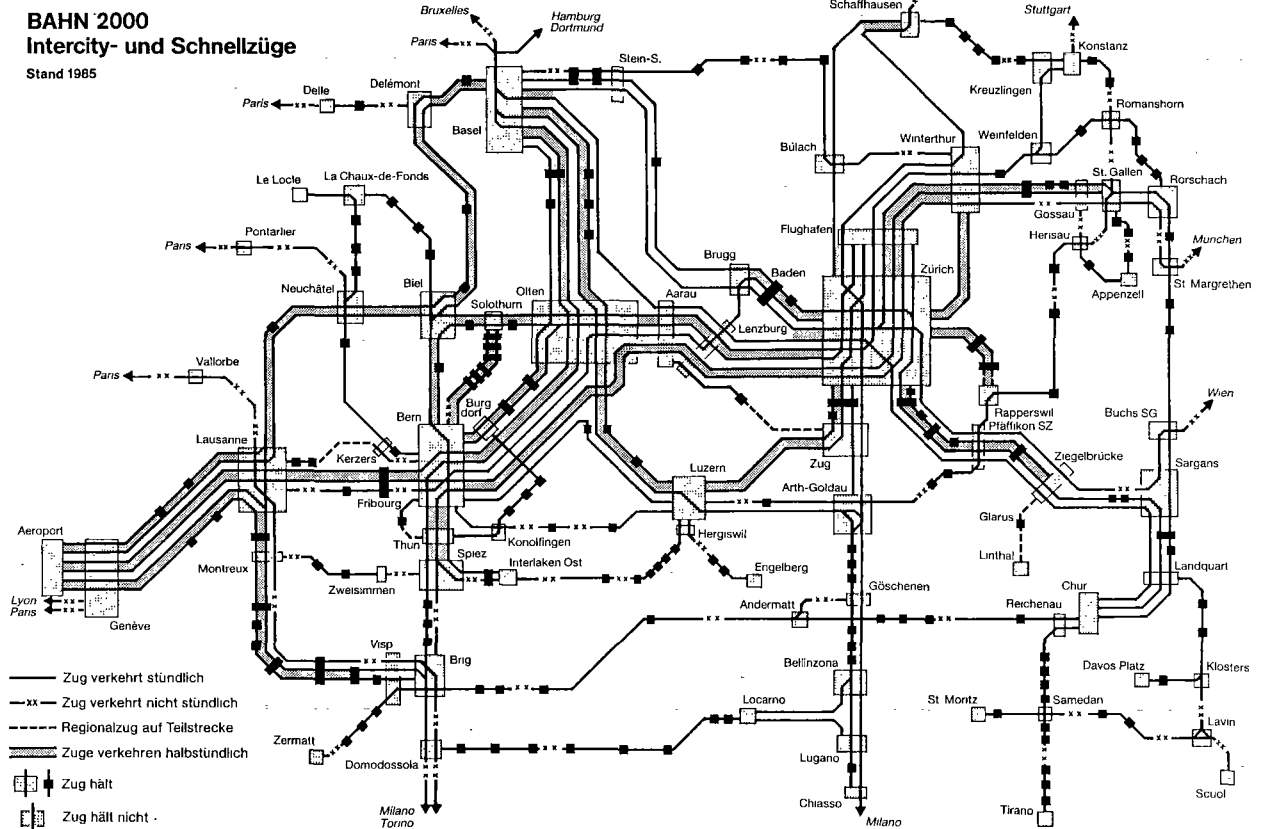 BAHN 2000
Intercity- und Schnellzüge
Stand 1985
Bruxelles
Hamburg
Dortmund
Paris
Schaffhausen
Stuttgart
Konstanz
Kreuzlingen
Stein-S.
Delle
Delémont
Paris
Basel
Romanshorn
Bülach
Winterthur
Weinfelden
Le Locle
La Chaux-de-Fonds
St. Gallen
Rorschach
Gossau
Flughafen
Herisau
Paris
Pontarlier
Munchen
Brugg
Baden
Zürich
St Margrethen
Appenzell
Neuchâtel
Biel
Solothurn
Olten
Aarau
Lenzburg
Vallorbe
Paris
Wien
Burg
dorf
Bern
Rapperswil
Pfäffikon SZ
Buchs SG
Lausanne
Kerzers
Zug
Ziegelbrücke
Sargans
Luzern
Arth-Goldau
Fribourg
Glarus
Aeroport
Thun
Konolfingen
Hergiswil
Linthal
Spiez
Interlaken Ost
Engelberg
Montreux
Zweisimmen
Göschenen
Landquart
Lyon
Paris
Genève
Andermatt
Reichenau
Chur
Visp
Brig
Bellinzona
Davos Platz
Klosters
Zug verkehrt stündlich
Zug verkehrt nicht stündlich
Regionalzug auf Teilstrecke
Zuge verkehren halbstündlich
Zug hält
Zug hält nicht
Locarno
St Moritz
Samedan
Lavin
Zermatt
Domodossola
Lugano
Scuol
Chiasso
Milano
Torino
Milano
Tirano